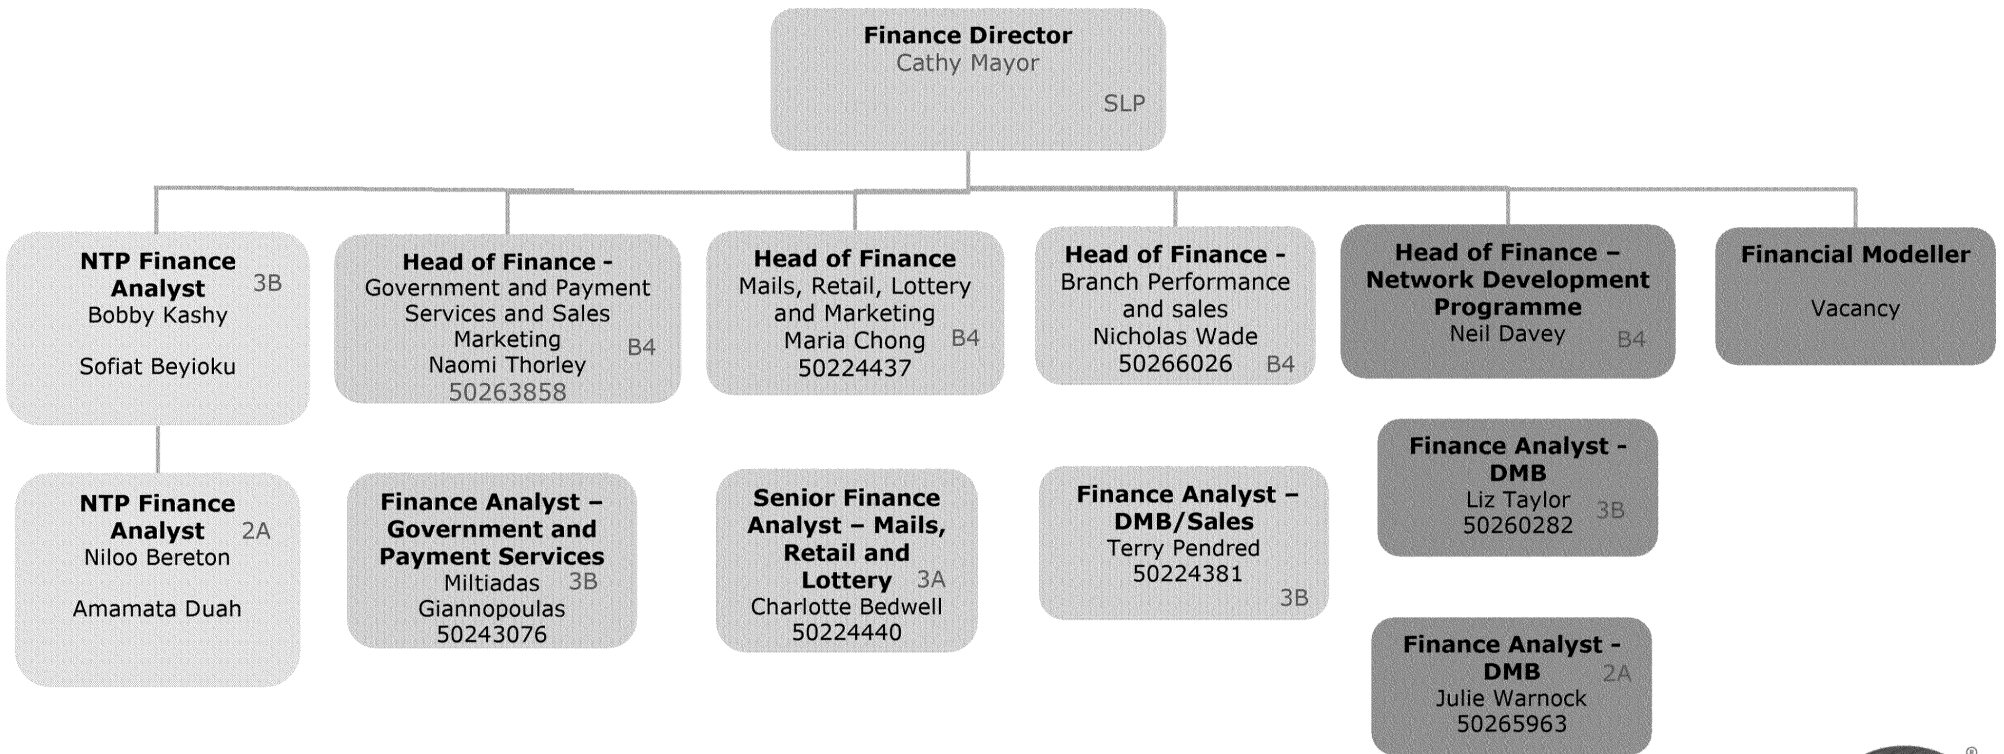 Finance Director
Cathy Mayor
SLP
NTP Finance
Analyst
3B
Bobby Kashy
Sofiat Beyioku
Head of Finance -
Government and Payment
Services and Sales
Marketing
B4
Naomi Thorley
50263858
Head of Finance
Mails, Retail, Lottery
and Marketing
Maria Chong
B4
50224437
Head of Finance -
Branch Performance
and sales
Nicholas Wade
50266026
B4
Head of Finance –
Network Development
Programme
Neil Davey
B4
Financial Modeller
Vacancy
NTP Finance
Analyst
2A
Niloo Bereton
Amamata Duah
Finance Analyst –
Government and
Payment Services
Miltiadas
3B
Giannopoulas
50243076
Senior Finance
Analyst – Mails,
Retail and
Lottery
3A
Charlotte Bedwell
50224440
Finance Analyst –
DMB/Sales
Terry Pendred
50224381
3B
Finance Analyst -
DMB
Liz Taylor
3B
50260282
Finance Analyst -
DMB
2A
Julie Warnock
50265963
®